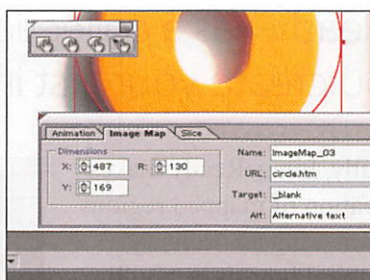 Animation Image Map Slice
Dimensions
X: 487 R: 130
Y: 169
Name: ImageMap_03
URL: circle.htm
Target: _blank
Alt: Alternative text